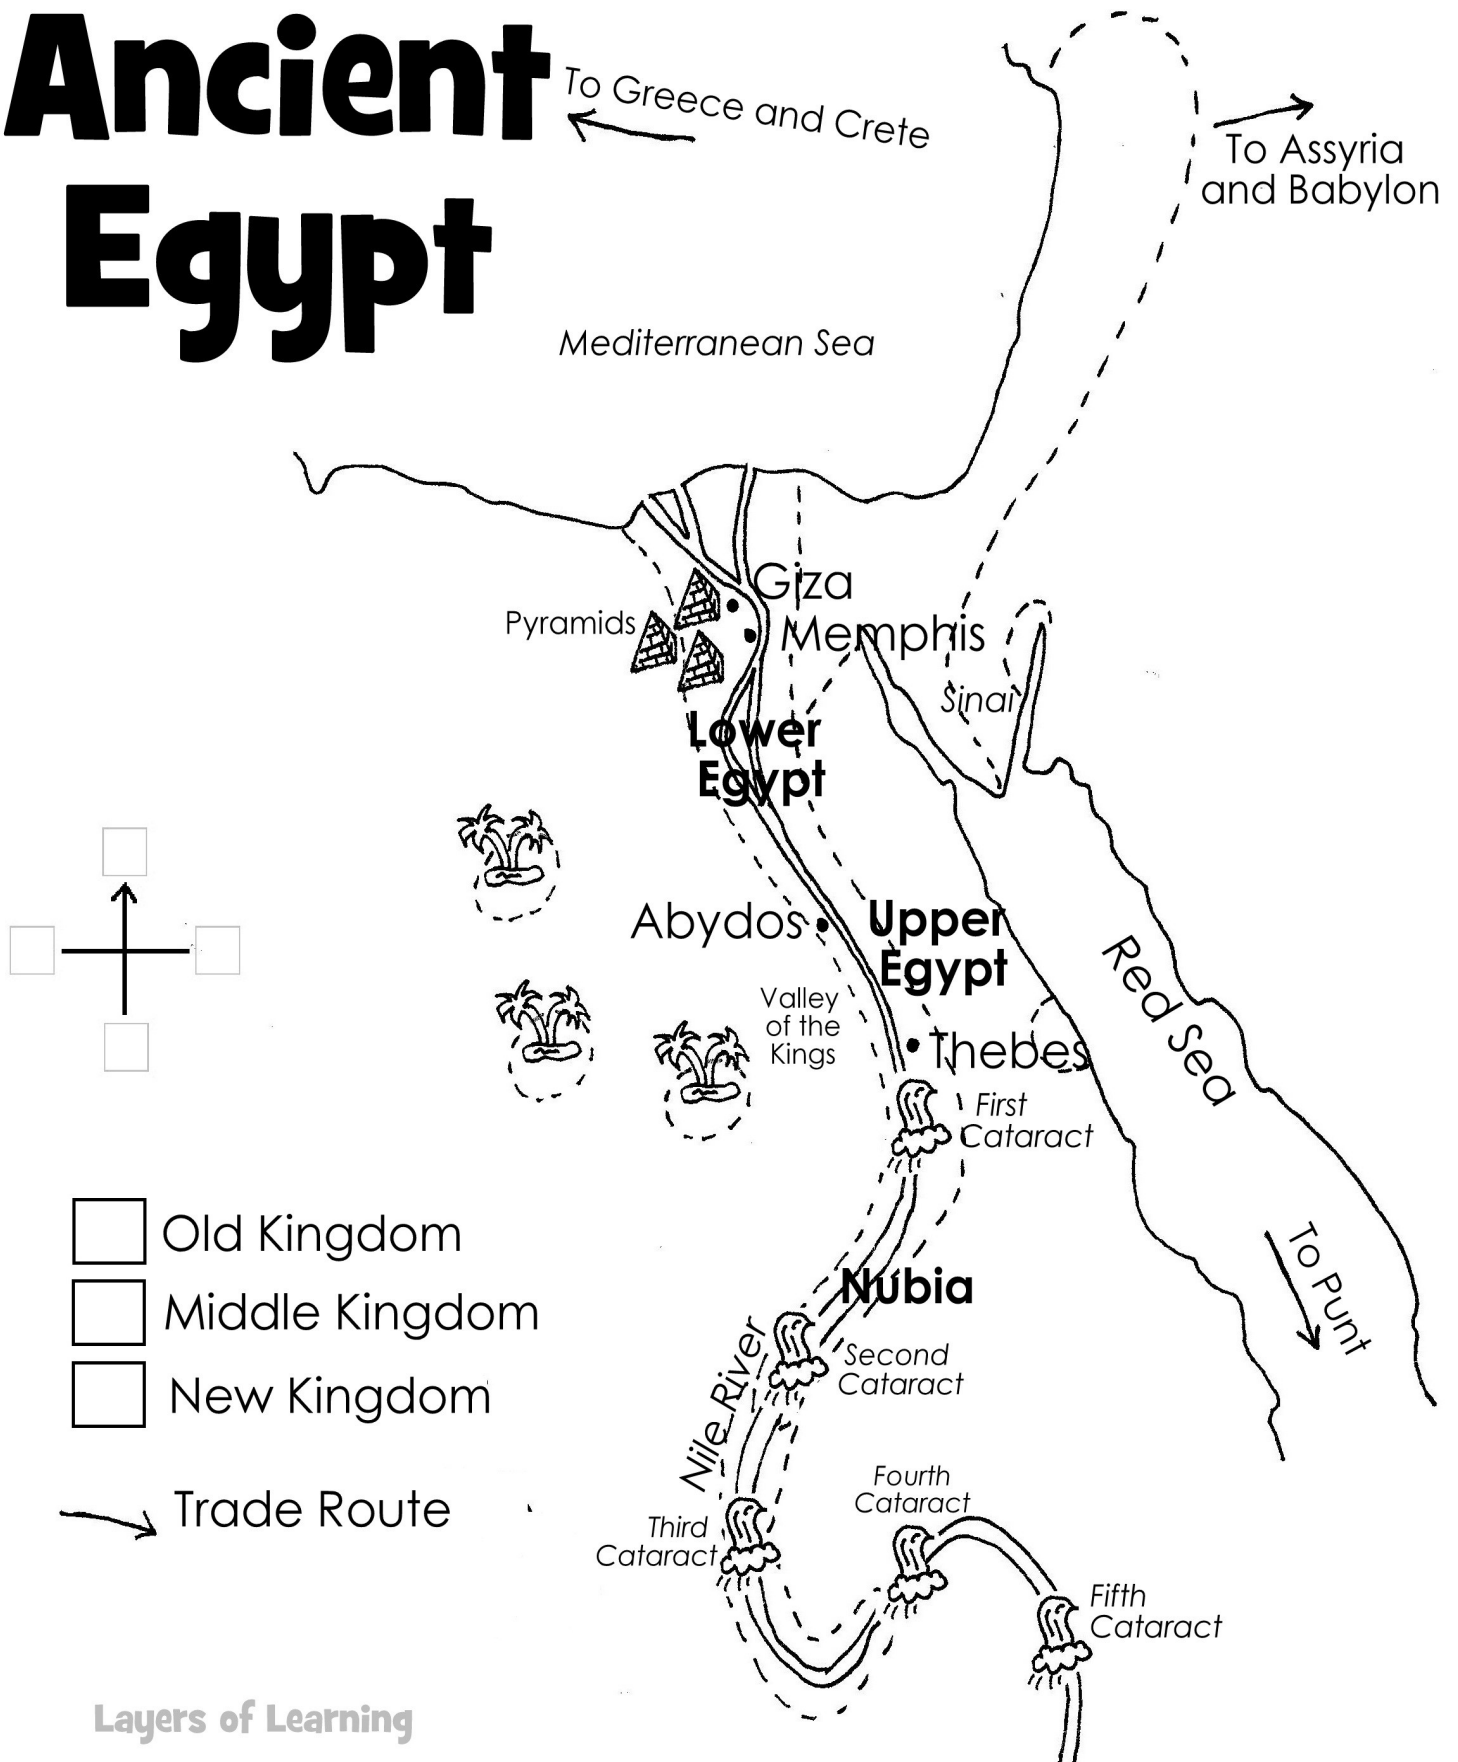 Ancient
Egypt
To Greece and Crete
To Assyria
and Babylon
Mediterranean Sea
Giza
Pyramids
Memphis
Sinai
Lower
Egypt
Abydos
Upper
Egypt
Red Sea
Valley
of the
Kings
Thebes
First
Cataract
Old Kingdom
Middle Kingdom
New Kingdom
Trade Route
To Punt
Nubia
Nile River
Second
Cataract
Fourth
Cataract
Third
Cataract
Fifth
Cataract
Layers of Learning